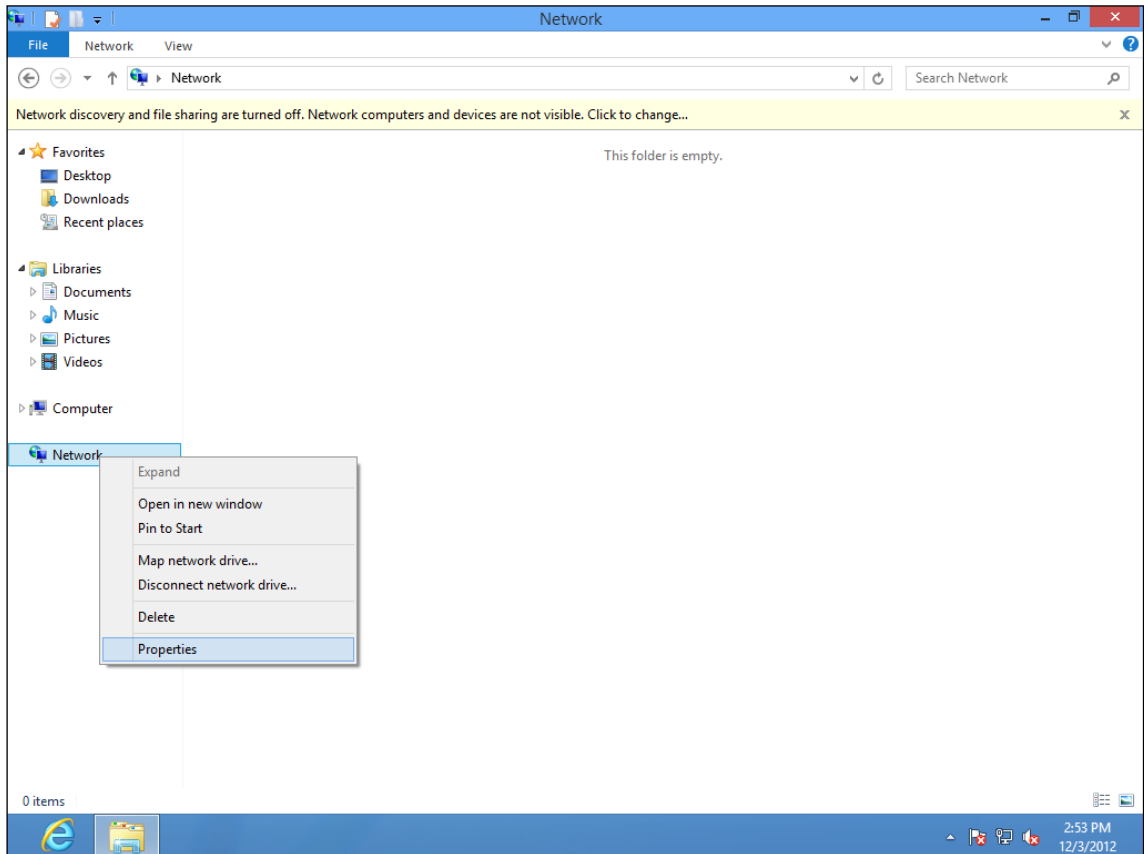 Network
File Network View
Network
Search Network
Network discovery and file sharing are turned off. Network computers and devices are not visible. Click to change...
This folder is empty.
Favorites
Desktop
Downloads
Recent places
Libraries
Documents
Music
Pictures
Videos
Computer
Network
Expand
Open in new window
Pin to Start
Map network drive...
Disconnect network drive...
Delete
Properties
0 items
2:53 PM
12/3/2012